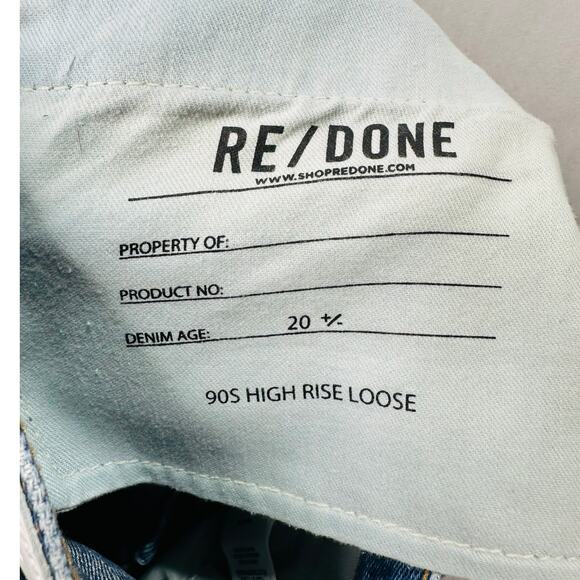 RE/DONE
WWW.SHOPREDONE.COM
PROPERTY OF:
PRODUCT NO:
DENIM AGE: 20 +/-
90S HIGH RISE LOOSE